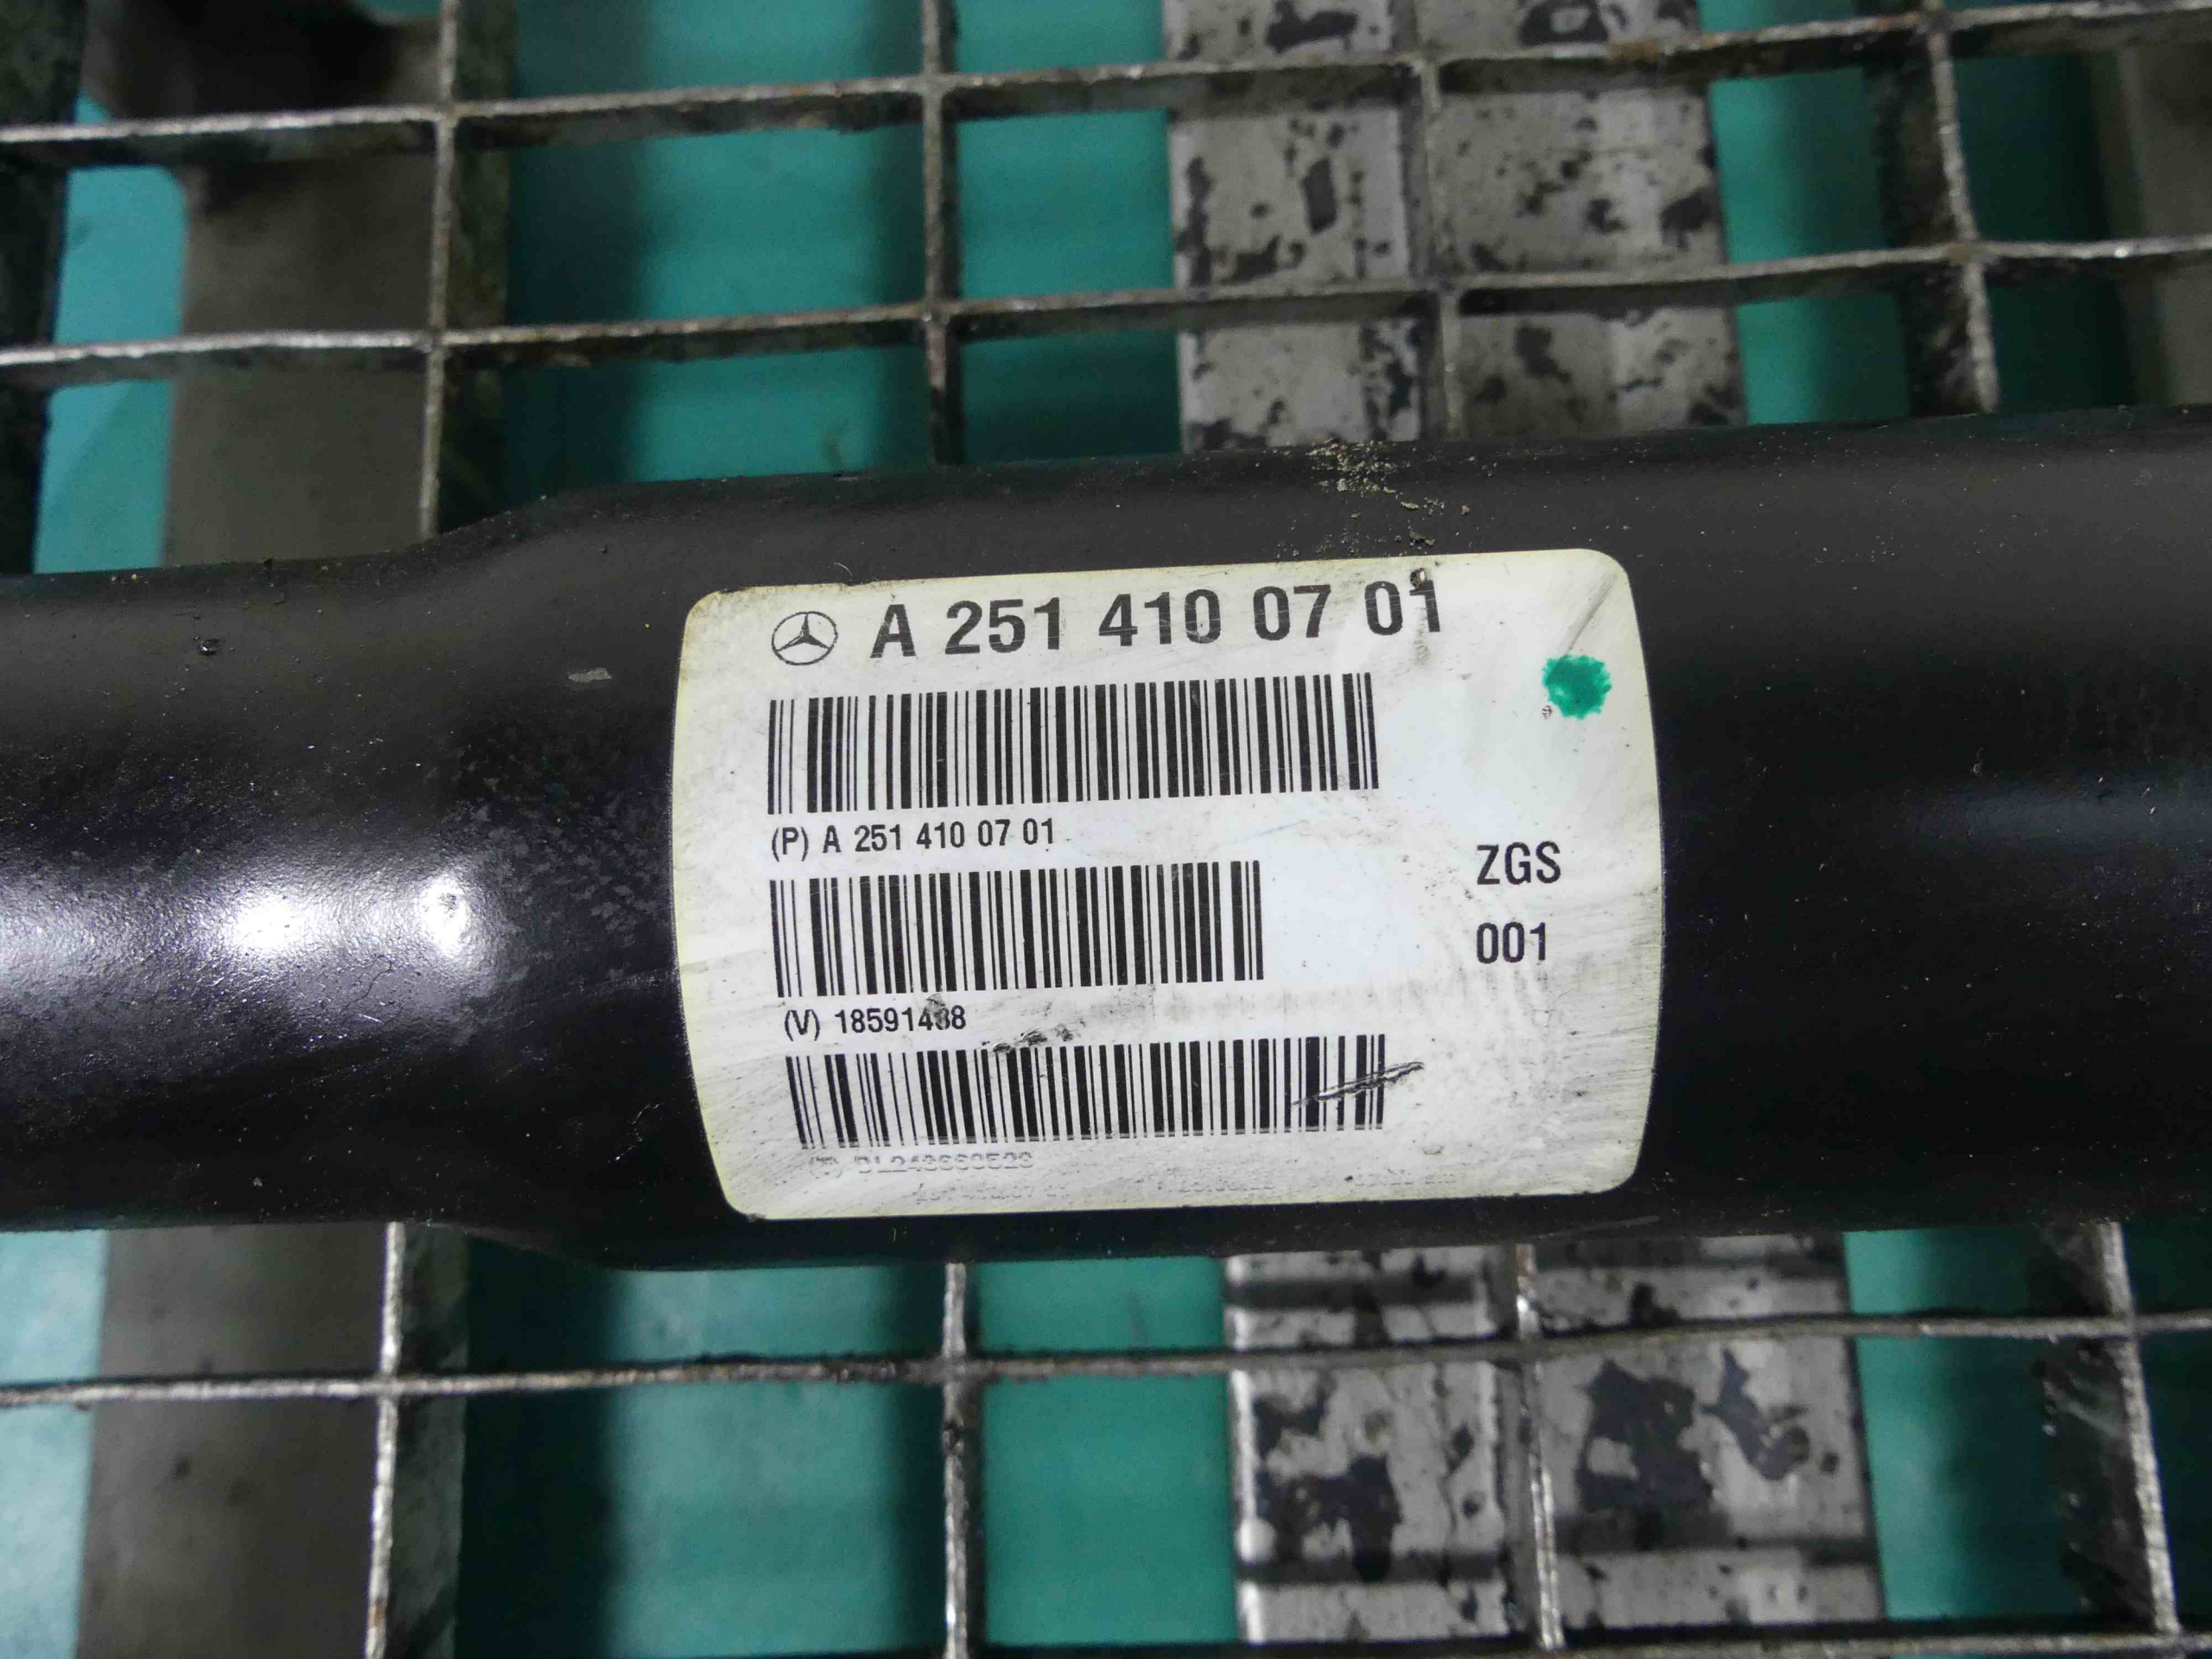 A 251 410 07 01
(P) A 251 410 07 01
ZGS
001
(V) 18591488